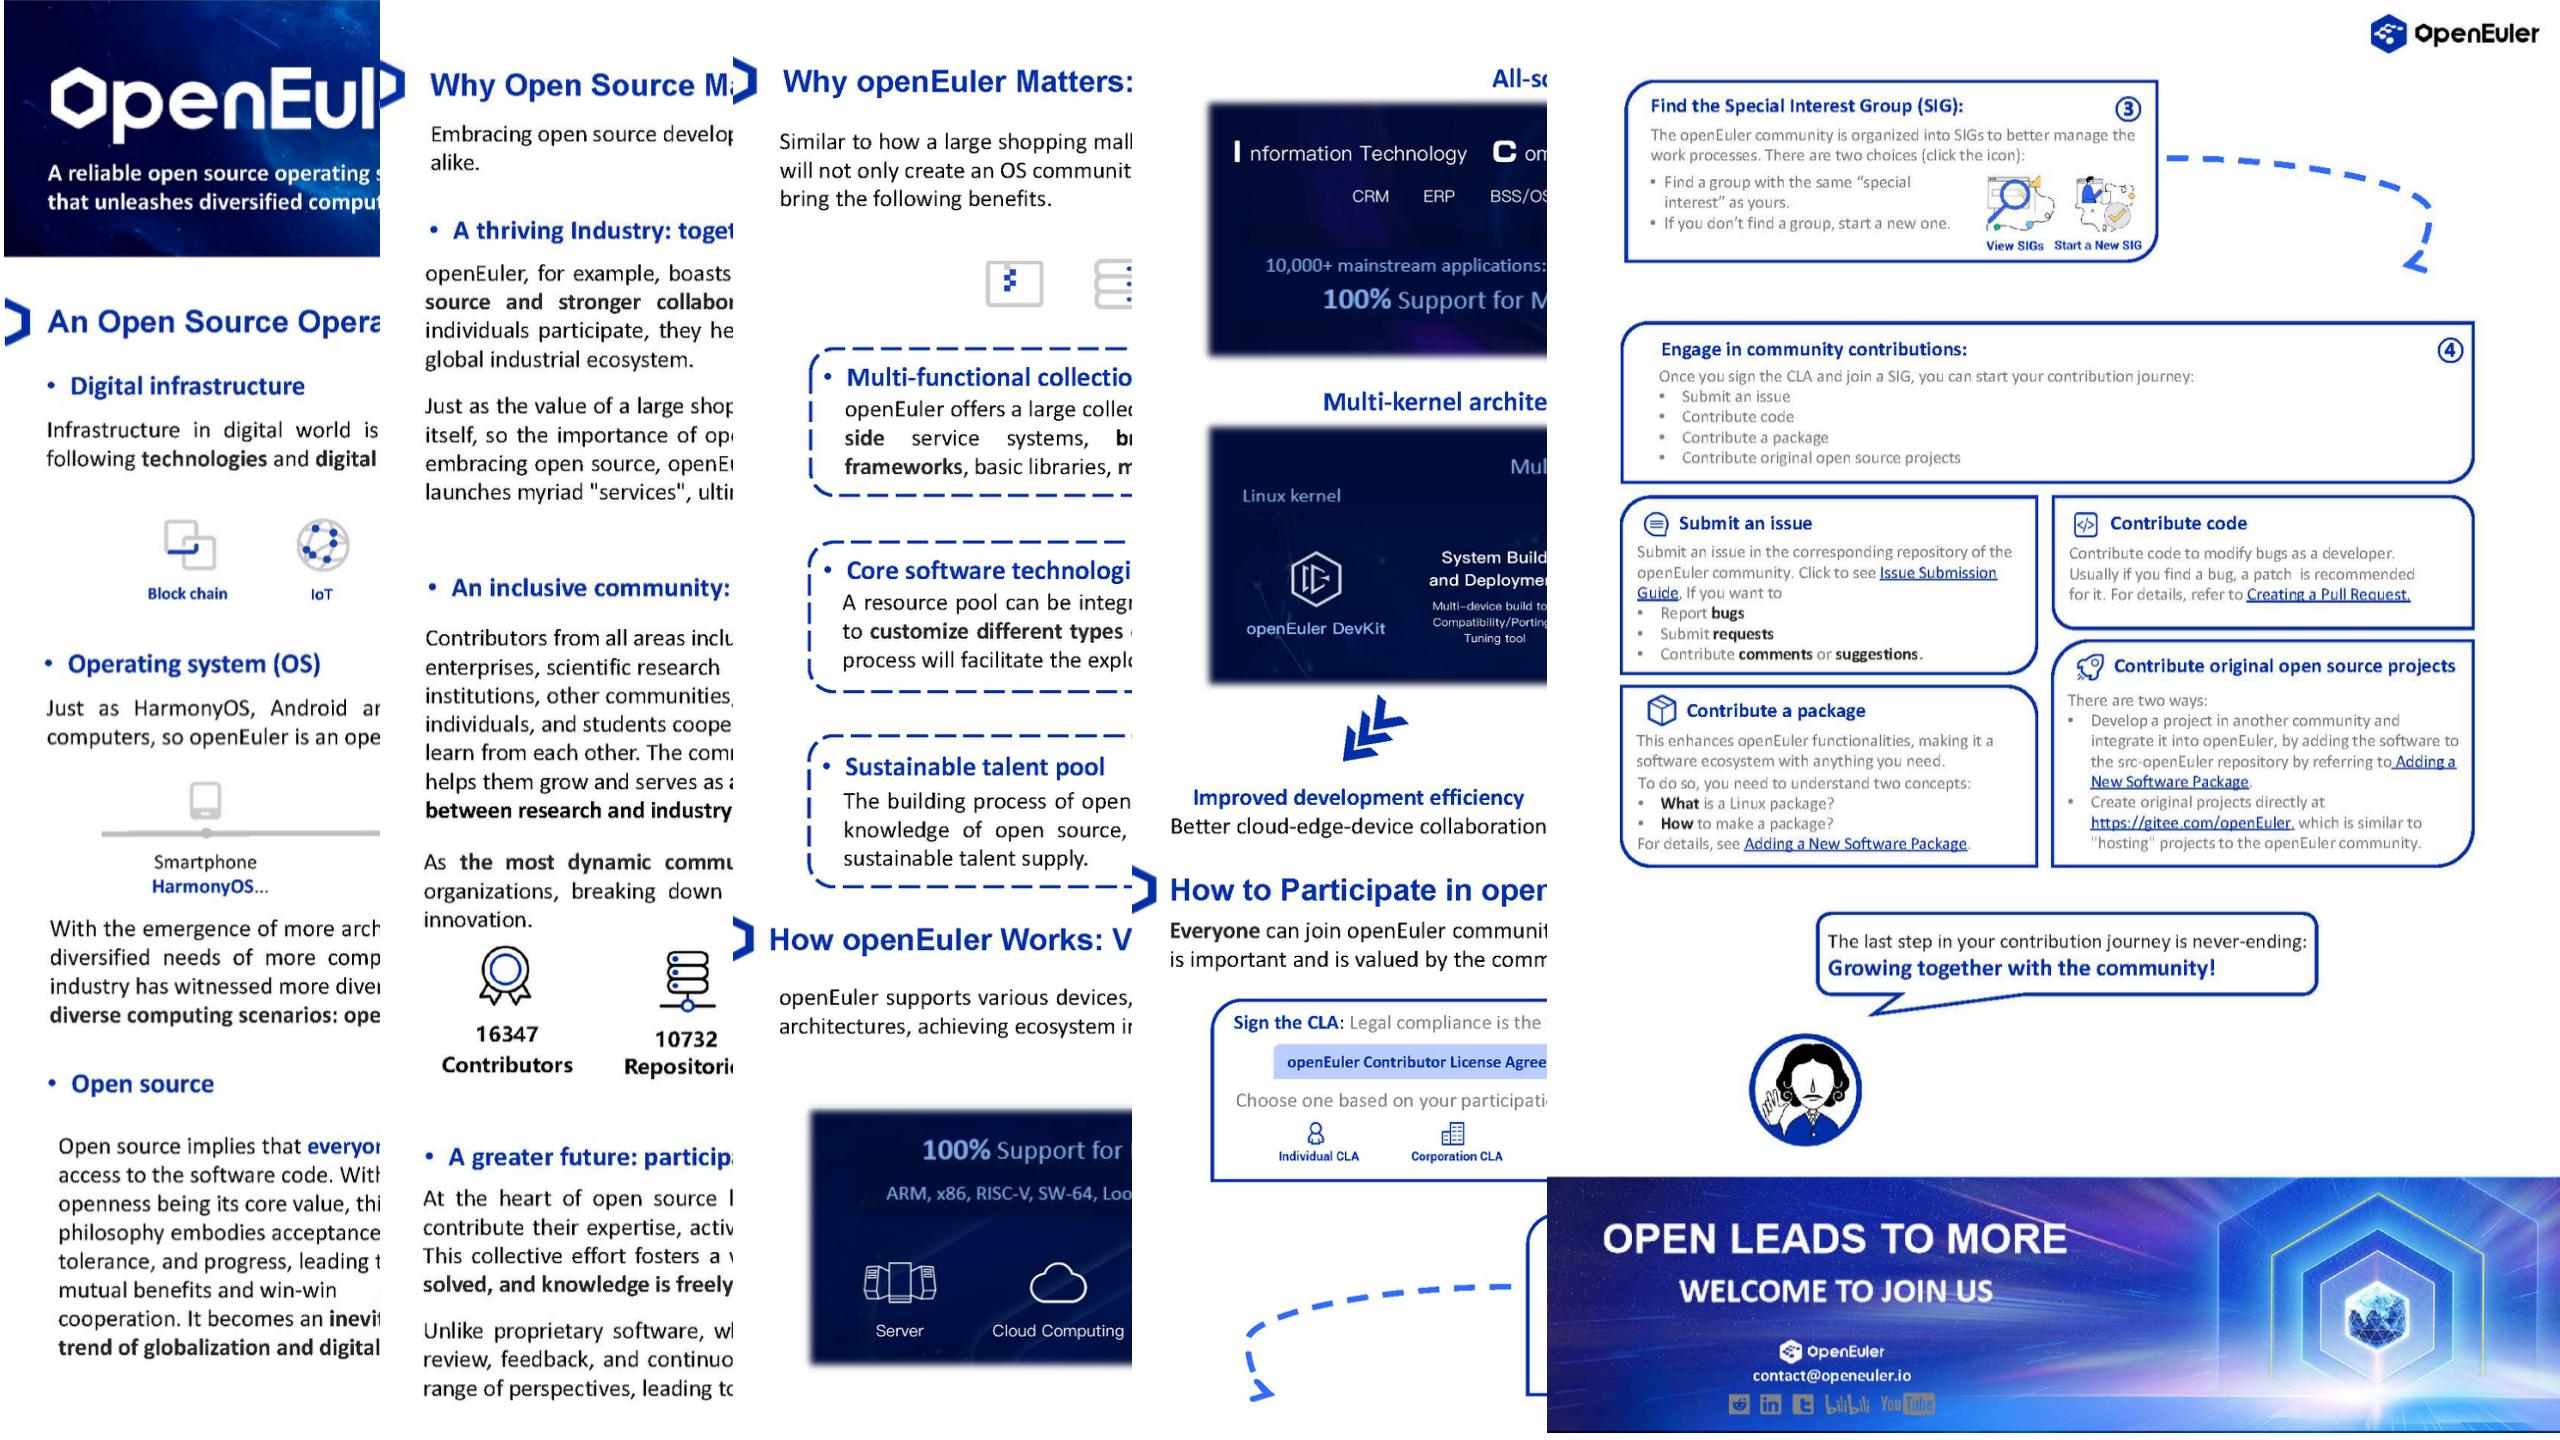 OpenEul
A reliable open source operating
that unleashes diversified comput
An Open Source Opera
• Digital infrastructure
Infrastructure in digital world is
following technologies and digital
Block chain
IoT
• Operating system (OS)
Just as HarmonyOS, Android ar
computers, so openEuler is an ope
Smartphone
HarmonyOS...
With the emergence of more arch
diversified needs of more comp
industry has witnessed more diver
diverse computing scenarios: ope
• Open source
Open source implies that everyon
access to the software code. With
openness being its core value, thi
philosophy embodies acceptance
tolerance, and progress, leading t
mutual benefits and win-win
cooperation. It becomes an inevit
trend of globalization and digital
Why Open Source Ma
Embracing open source develop
alike.
• A thriving Industry: toget
openEuler, for example, boasts
source and stronger collabor
individuals participate, they he
global industrial ecosystem.
Just as the value of a large shop
itself, so the importance of ope
embracing open source, openEu
launches myriad "services", ultir
• An inclusive community:
Contributors from all areas inclu
enterprises, scientific research
institutions, other communities,
individuals, and students coope
learn from each other. The comr
helps them grow and serves as a
between research and industry
As the most dynamic commu
organizations, breaking down
innovation.
16347
Contributors
10732
Repositorie
• A greater future: participa
At the heart of open source l
contribute their expertise, activ
This collective effort fosters a v
solved, and knowledge is freely
Unlike proprietary software, wh
review, feedback, and continuo
range of perspectives, leading to
Why openEuler Matters:
Similar to how a large shopping mall
will not only create an OS communit
bring the following benefits.
• Multi-functional collectio
openEuler offers a large collec
side service systems, br
frameworks, basic libraries, m
• Core software technologi
A resource pool can be integr
to customize different types
process will facilitate the explo
• Sustainable talent pool
The building process of open
knowledge of open source,
sustainable talent supply.
How openEuler Works: V
openEuler supports various devices,
architectures, achieving ecosystem in
100% Support for
ARM, x86, RISC-V, SW-64, Loo
Server
Cloud Computing
All-sc
Information Technology Com
CRM ERP BSS/OS
10,000+ mainstream applications:
100% Support for M
Multi-kernel archite
Mul
Linux kernel
openEuler DevKit
System Build
and Deploymen
Multi-device build to
Compatibility/Porting
Tuning tool
Improved development efficiency
Better cloud-edge-device collaboration
How to Participate in open
Everyone can join openEuler communit
is important and is valued by the comm
Sign the CLA: Legal compliance is the
openEuler Contributor License Agree
Choose one based on your participati
Individual CLA
Corporation CLA
OpenEuler
Find the Special Interest Group (SIG):
3
The openEuler community is organized into SIGs to better manage the
work processes. There are two choices (click the icon):
• Find a group with the same “special
interest” as yours.
• If you don’t find a group, start a new one.
View SIGs
Start a New SIG
Engage in community contributions:
4
Once you sign the CLA and join a SIG, you can start your contribution journey:
• Submit an issue
• Contribute code
• Contribute a package
• Contribute original open source projects
Submit an issue
Submit an issue in the corresponding repository of the
openEuler community. Click to see Issue Submission
Guide, If you want to
• Report bugs
• Submit requests
• Contribute comments or suggestions.
Contribute code
Contribute code to modify bugs as a developer.
Usually if you find a bug, a patch is recommended
for it. For details, refer to Creating a Pull Request.
Contribute a package
This enhances openEuler functionalities, making it a
software ecosystem with anything you need.
To do so, you need to understand two concepts:
• What is a Linux package?
• How to make a package?
For details, see Adding a New Software Package.
Contribute original open source projects
There are two ways:
• Develop a project in another community and
integrate it into openEuler, by adding the software to
the src-openEuler repository by referring to Adding a
New Software Package.
• Create original projects directly at
https://gitee.com/openEuler, which is similar to
"hosting" projects to the openEuler community.
The last step in your contribution journey is never-ending:
Growing together with the community!
OPEN LEADS TO MORE
WELCOME TO JOIN US
OpenEuler
contact@openeuler.io
bilibili YouTube